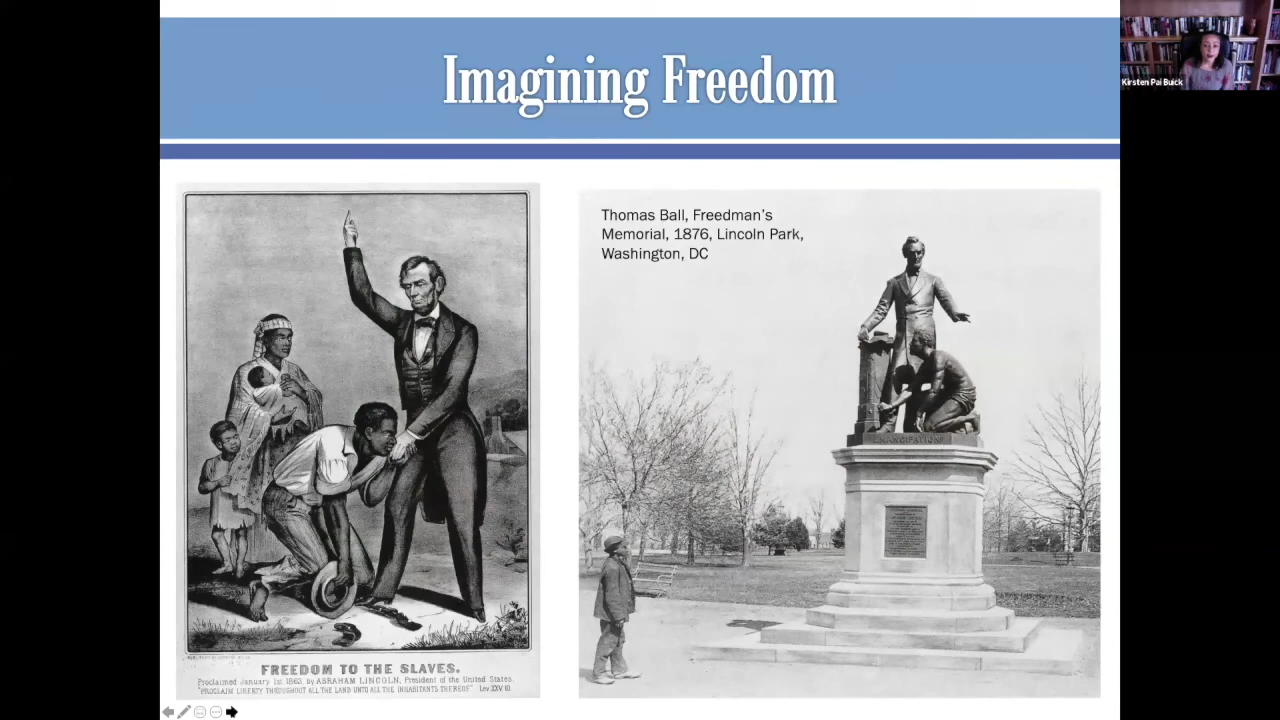 Imagining Freedom
Kirsten Pai Buick
Thomas Ball, Freedman's
Memorial, 1876, Lincoln Park,
Washington, DC
EMANCIPATION
FREEDOM TO THE SLAVES.
Proclaimed January 1st 1863, by ABRAHAM LINCOLN, President of the United States.
"PROCLAIM LIBERTY THROUGHOUT ALL THE LAND UNTO ALL THE INHABITANTS THEREOF." Lev. XXV. 10.